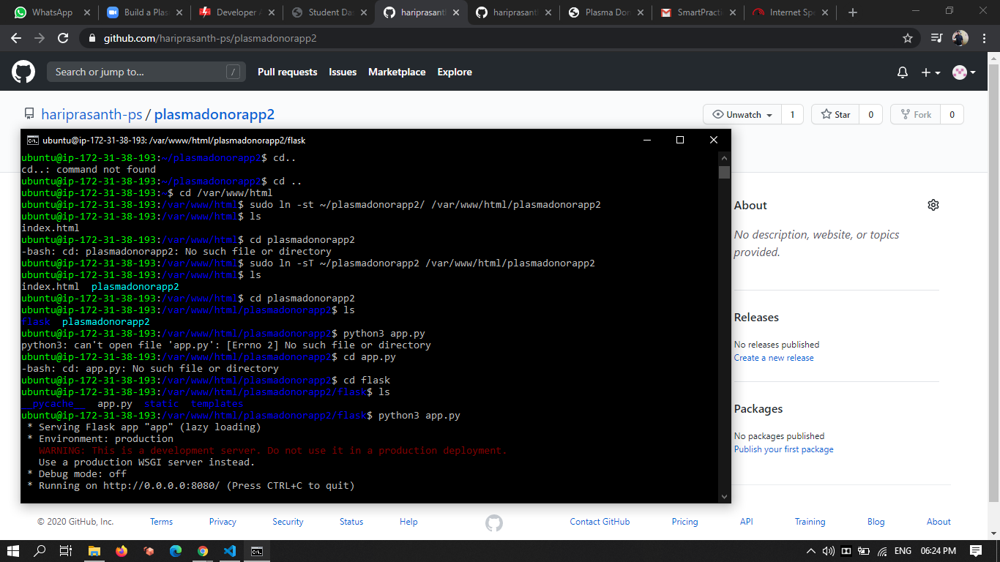 WhatsApp
Build a Plas
Developer A
Student Das
hariprasanth
hariprasanth
Plasma Don
SmartPractic
Internet Spe
github.com/hariprasanth-ps/plasmadonorapp2
Search or jump to... / Pull requests Issues Marketplace Explore
hariprasanth-ps / plasmadonorapp2
Unwatch 1 Star 0 Fork 0
ubuntu@ip-172-31-38-193: /var/www/html/plasmadonorapp2/flask
ubuntu@ip-172-31-38-193:~/plasmadonorapp2$ cd..
cd..: command not found
ubuntu@ip-172-31-38-193:~/plasmadonorapp2$ cd ..
ubuntu@ip-172-31-38-193:~$ cd /var/www/html
ubuntu@ip-172-31-38-193:/var/www/html$ sudo ln -st ~/plasmadonorapp2/ /var/www/html/plasmadonorapp2
ubuntu@ip-172-31-38-193:/var/www/html$ ls
index.html
ubuntu@ip-172-31-38-193:/var/www/html$ cd plasmadonorapp2
-bash: cd: plasmadonorapp2: No such file or directory
ubuntu@ip-172-31-38-193:/var/www/html$ sudo ln -sT ~/plasmadonorapp2 /var/www/html/plasmadonorapp2
ubuntu@ip-172-31-38-193:/var/www/html$ ls
index.html plasmadonorapp2
ubuntu@ip-172-31-38-193:/var/www/html$ cd plasmadonorapp2
ubuntu@ip-172-31-38-193:/var/www/html/plasmadonorapp2$ ls
flask plasmadonorapp2
ubuntu@ip-172-31-38-193:/var/www/html/plasmadonorapp2$ python3 app.py
python3: can't open file 'app.py': [Errno 2] No such file or directory
ubuntu@ip-172-31-38-193:/var/www/html/plasmadonorapp2$ cd app.py
-bash: cd: app.py: No such file or directory
ubuntu@ip-172-31-38-193:/var/www/html/plasmadonorapp2$ cd flask
ubuntu@ip-172-31-38-193:/var/www/html/plasmadonorapp2/flask$ ls
__pycache__ app.py static templates
ubuntu@ip-172-31-38-193:/var/www/html/plasmadonorapp2/flask$ python3 app.py
* Serving Flask app "app" (lazy loading)
* Environment: production
WARNING: This is a development server. Do not use it in a production deployment.
Use a production WSGI server instead.
* Debug mode: off
* Running on http://0.0.0.0:8080/ (Press CTRL+C to quit)
About
No description, website, or topics
provided.
Releases
No releases published
Create a new release
Packages
No packages published
Publish your first package
© 2020 GitHub, Inc. Terms Privacy Security Status Help Contact GitHub Pricing API Training Blog About
ENG 06:24 PM